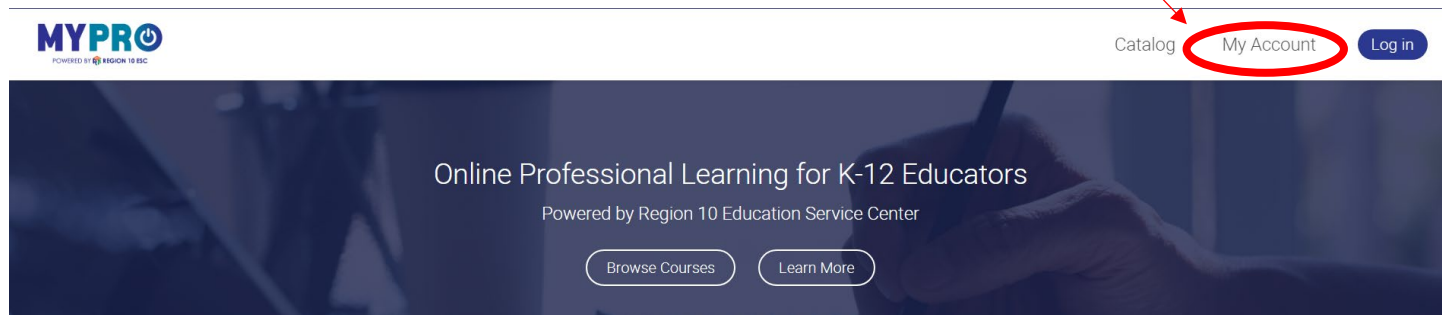 MYPRO
POWERED BY REGION 10 ESC
Catalog
My Account
Log in
Online Professional Learning for K-12 Educators
Powered by Region 10 Education Service Center
Browse Courses
Learn More